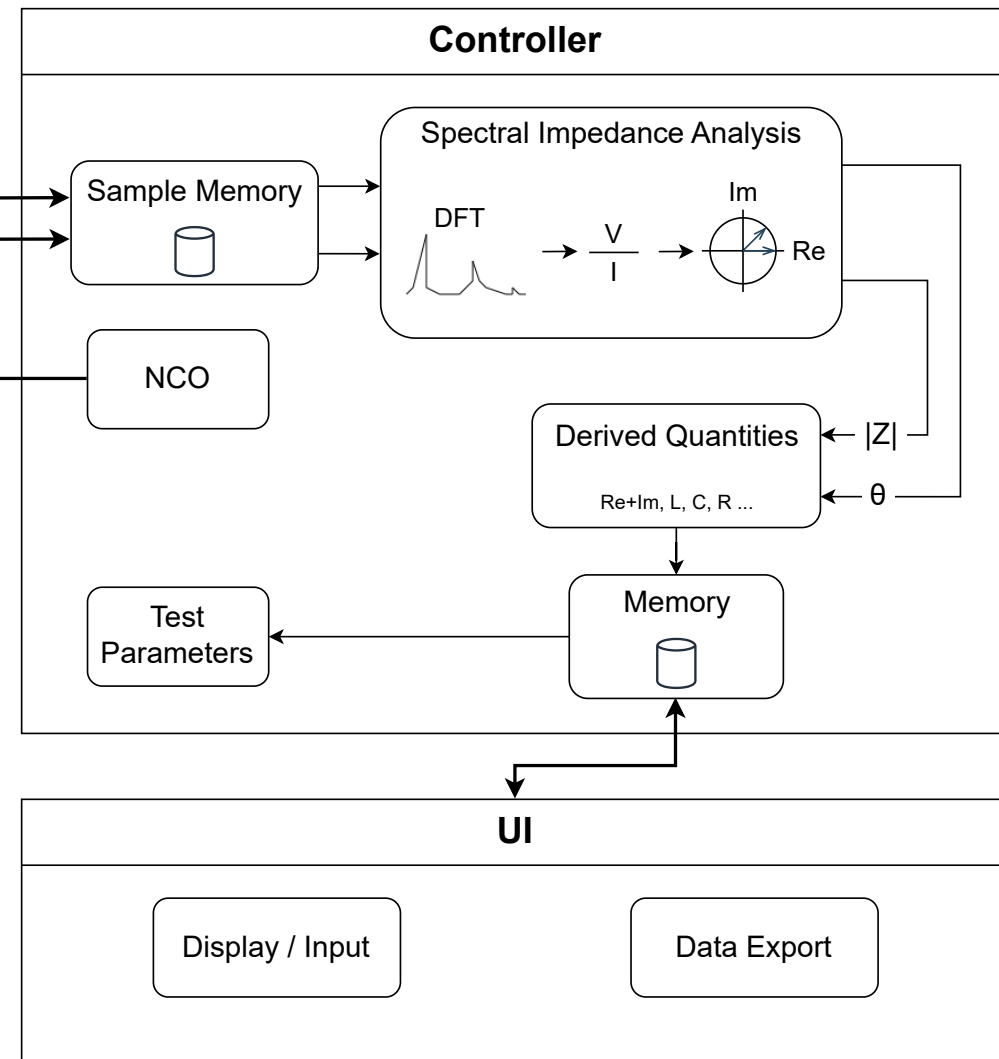 Controller
Spectral Impedance Analysis
Sample Memory
DFT
V
I
Im
Re
NCO
Derived Quantities
|Z|
Re+Im, L, C, R ...
θ
Memory
Test
Parameters
UI
Display / Input
Data Export